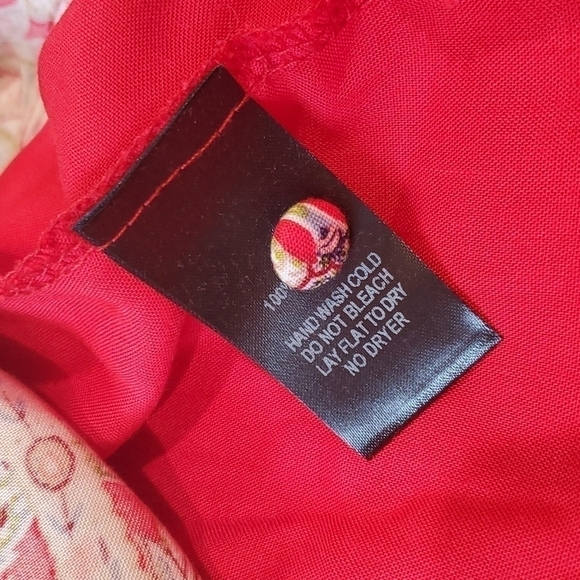 100
HAND WASH COLD
DO NOT BLEACH
LAY FLAT TO DRY
NO DRYER